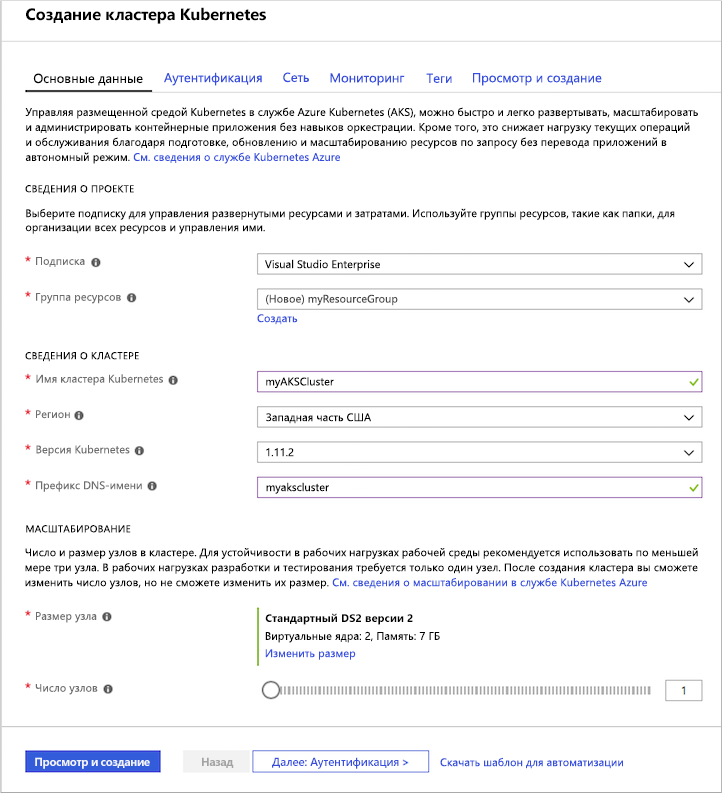 Создание кластера Kubernetes
Основные данные Аутентификация Сеть Мониторинг Теги Просмотр и создание
Управляя размещенной средой Kubernetes в службе Azure Kubernetes (AKS), можно быстро и легко развертывать, масштабировать
и администрировать контейнерные приложения без навыков оркестрации. Кроме того, это снижает нагрузку текущих операций
и обслуживания благодаря подготовке, обновлению и масштабированию ресурсов по запросу без перевода приложений в
автономный режим. См. сведения о службе Kubernetes Azure
СВЕДЕНИЯ О ПРОЕКТЕ
Выберите подписку для управления развернутыми ресурсами и затратами. Используйте группы ресурсов, такие как папки, для
организации всех ресурсов и управления ими.
* Подписка Visual Studio Enterprise
* Группа ресурсов (Новое) myResourceGroup
Создать
СВЕДЕНИЯ О КЛАСТЕРЕ
* Имя кластера Kubernetes myAKSCluster
* Регион Западная часть США
* Версия Kubernetes 1.11.2
* Префикс DNS-имени myakscluster
МАСШТАБИРОВАНИЕ
Число и размер узлов в кластере. Для устойчивости в рабочих нагрузках рабочей среды рекомендуется использовать по меньшей
мере три узла. В рабочих нагрузках разработки и тестирования требуется только один узел. После создания кластера вы сможете
изменить число узлов, но не сможете изменить их размер. См. сведения о масштабировании в службе Kubernetes Azure
* Размер узла Стандартный DS2 версии 2
Виртуальные ядра: 2, Память: 7 ГБ
Изменить размер
* Число узлов 1
Просмотр и создание Назад Далее: Аутентификация > Скачать шаблон для автоматизации